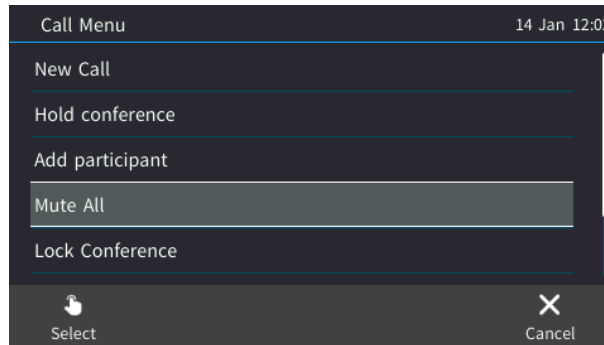 Call Menu
14 Jan 12:0
New Call
Hold conference
Add participant
Mute All
Lock Conference
Select
Cancel